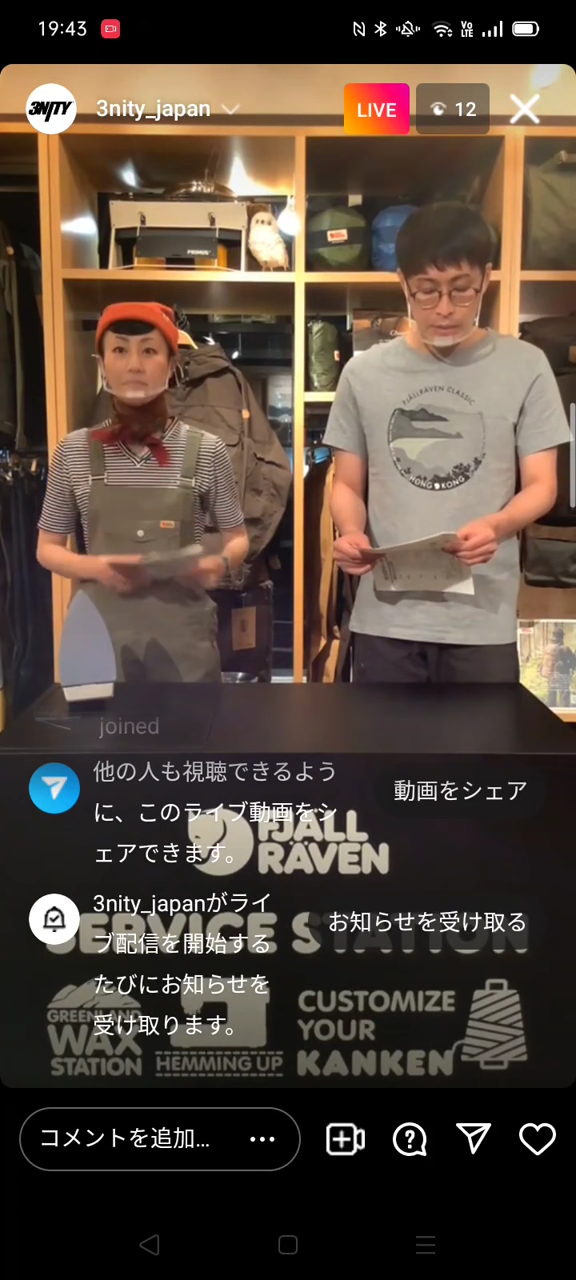 19:43
Vo
LTE
3NITY
3nity_japan
LIVE
12
PRIMUS
FJÄLLRÄVEN CLASSIC
HONG KONG
joined
他の人も視聴できるよう
に、このライブ動画をシ
ェアできます。
動画をシェア
FJÄLL
RÄVEN
3nity_japanがライ
ブ配信を開始する
たびにお知らせを
受け取ります。
お知らせを受け取る
SERVICE STATION
GREENLAND
WAX
STATION
HEMMING UP
CUSTOMIZE
YOUR
KANKEN
コメントを追加...